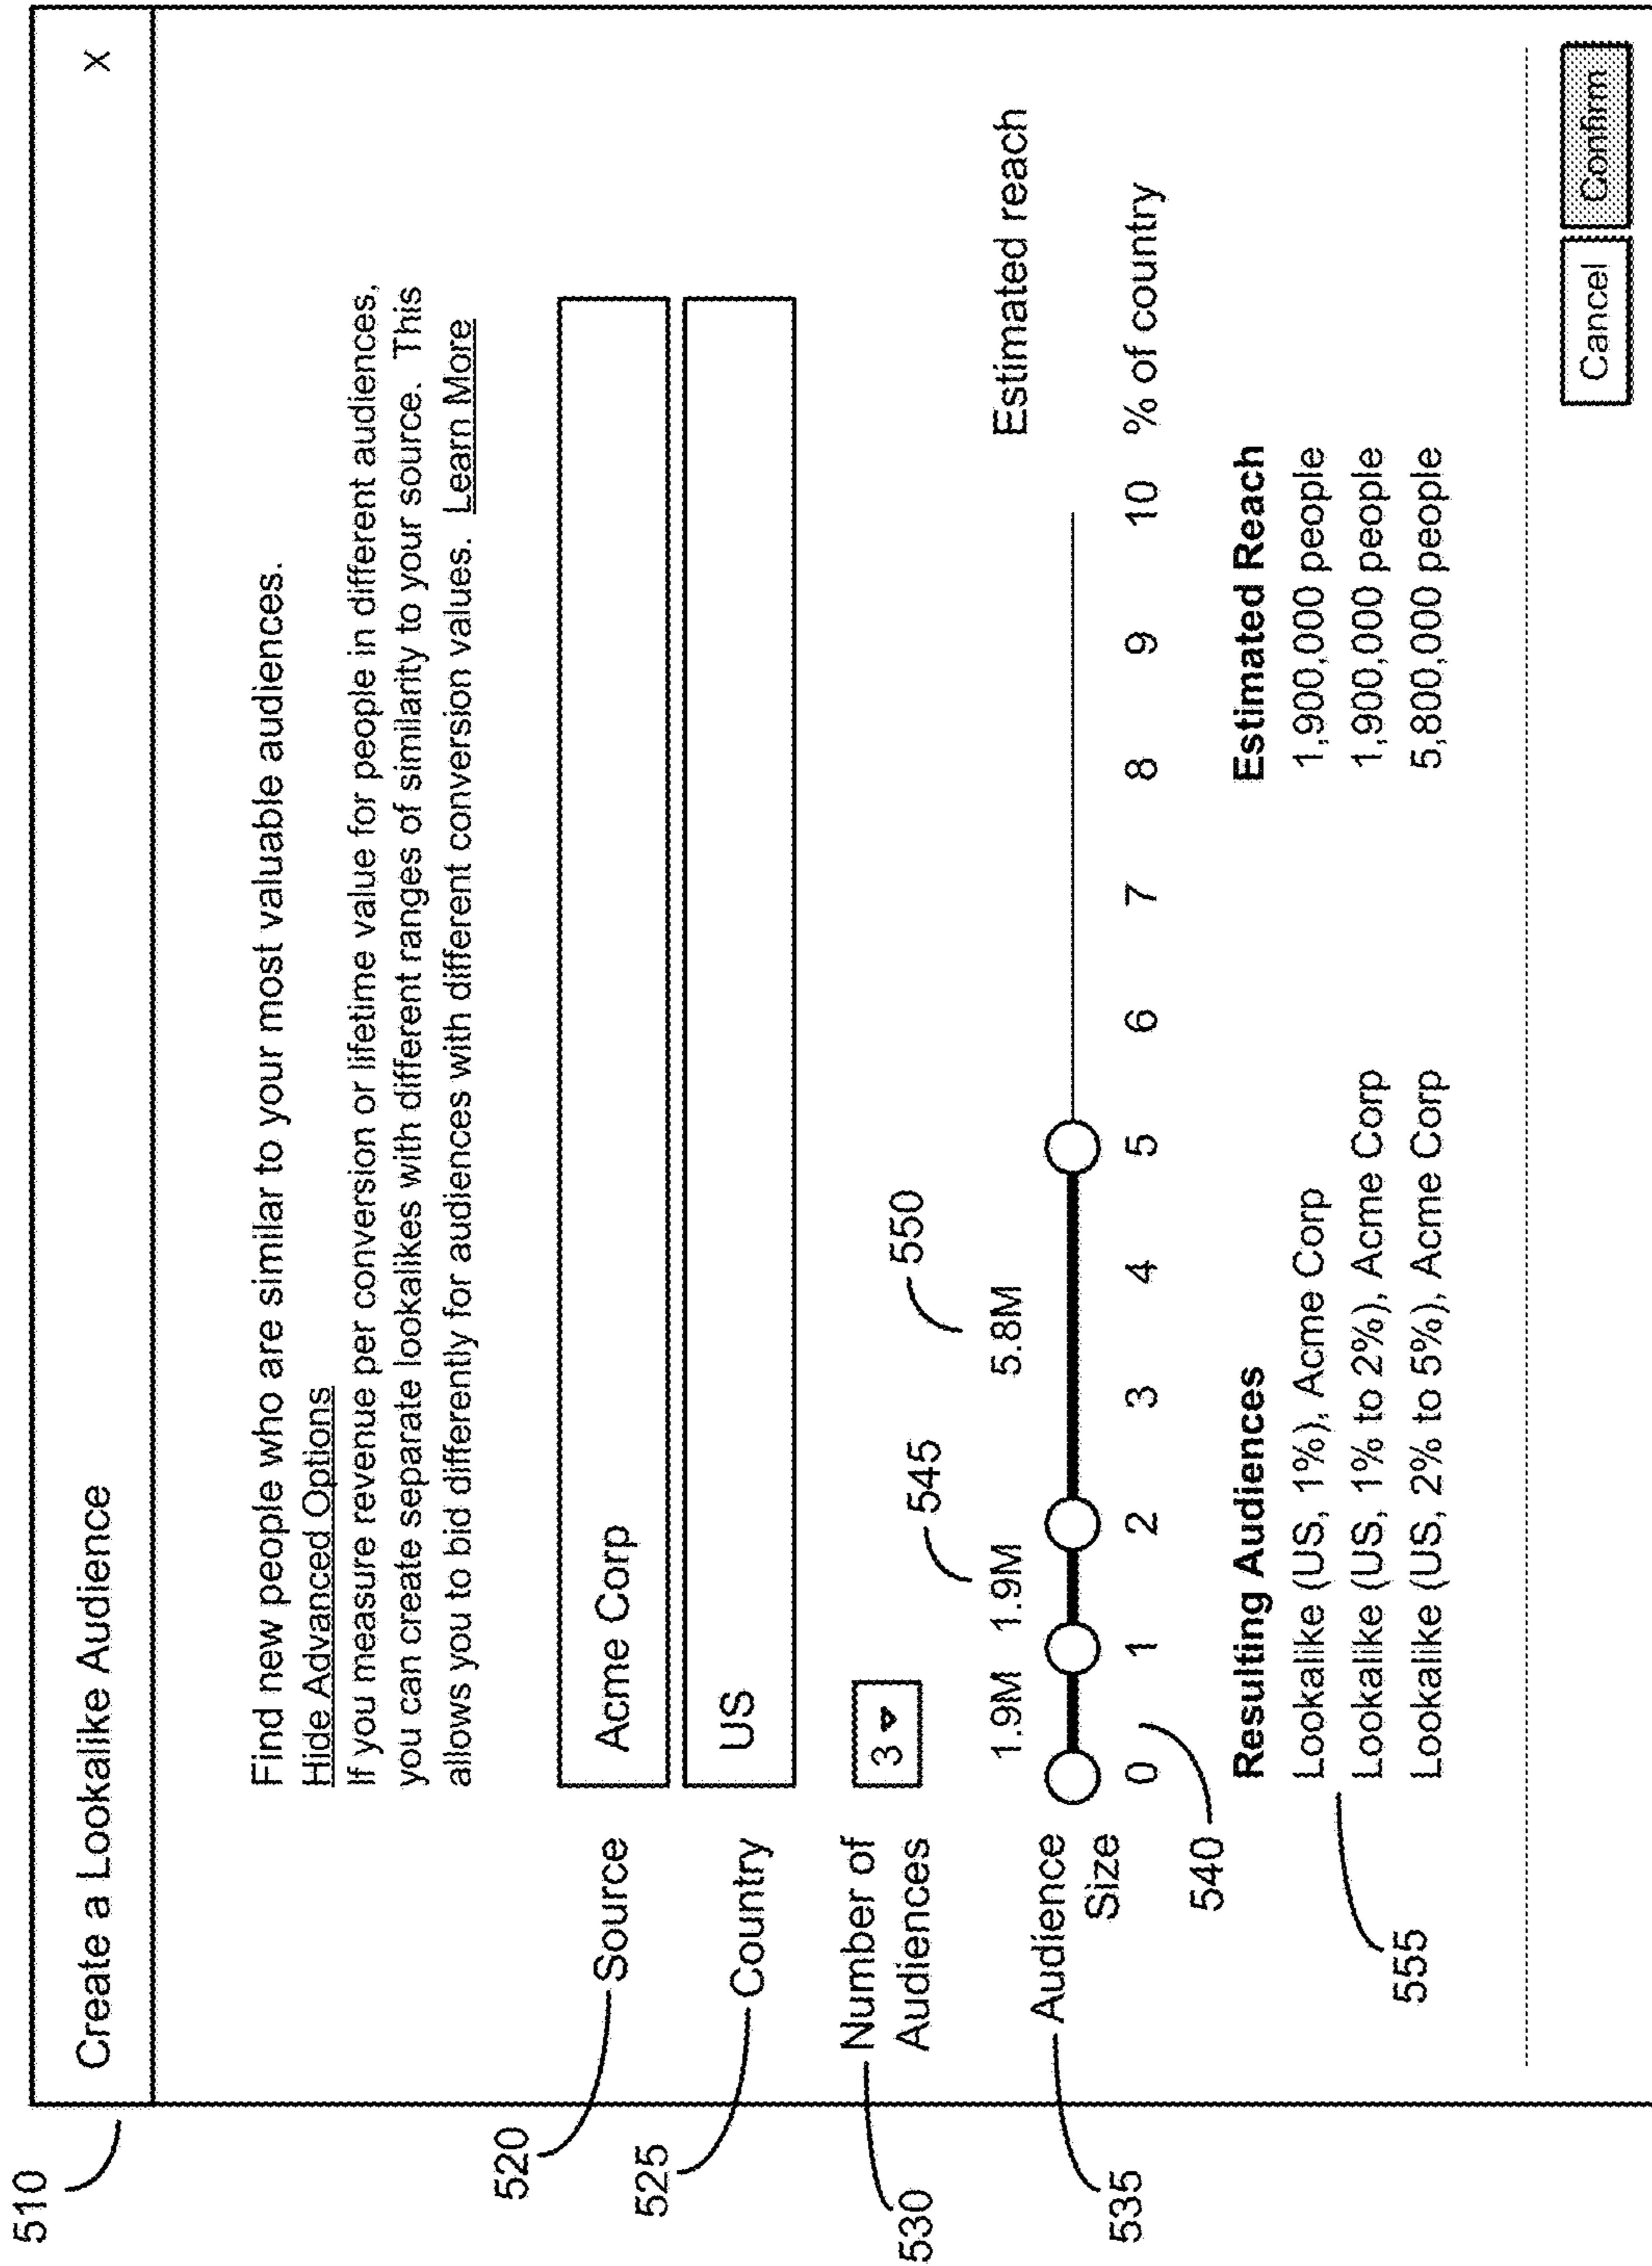 510
Create a Lookalike Audience
X
Find new people who are similar to your most valuable audiences.
Hide Advanced Options
If you measure revenue per conversion or lifetime value for people in different audiences,
you can create separate lookalikes with different ranges of similarity to your source. This
allows you to bid differently for audiences with different conversion values. Learn More
520
Source
Acme Corp
525
Country
US
530
Number of
Audiences
3
545
550
1.9M 1.9M 5.8M
Estimated reach
535
Audience
Size
0 1 2 3 4 5 6 7 8 9 10 % of country
540
Resulting Audiences Estimated Reach
Lookalike (US, 1%), Acme Corp 1,900,000 people
Lookalike (US, 1% to 2%), Acme Corp 1,900,000 people
Lookalike (US, 2% to 5%), Acme Corp 5,800,000 people
555
Cancel Confirm